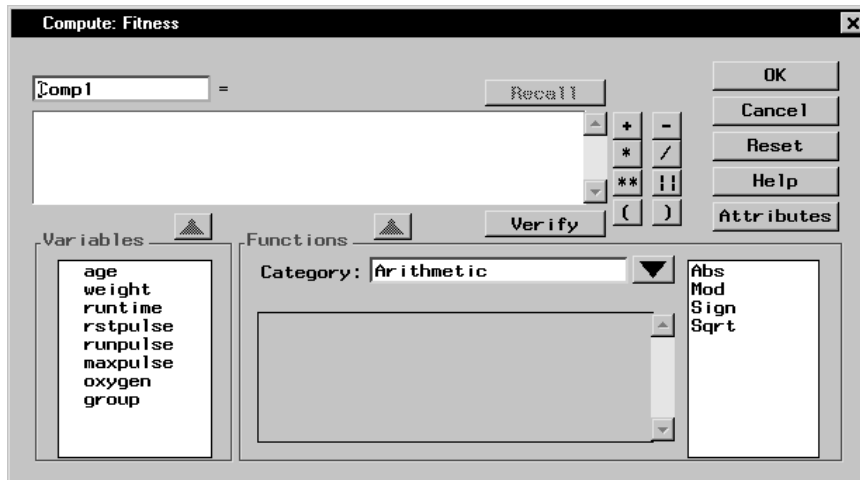 Compute: Fitness
Comp1 =
Recall
OK
Cancel
Reset
Help
Attributes
+ -
* /
** ¦¦
( )
Verify
Variables
age
weight
runtime
rstpulse
runpulse
maxpulse
oxygen
group
Functions
Category: Arithmetic
Abs
Mod
Sign
Sqrt